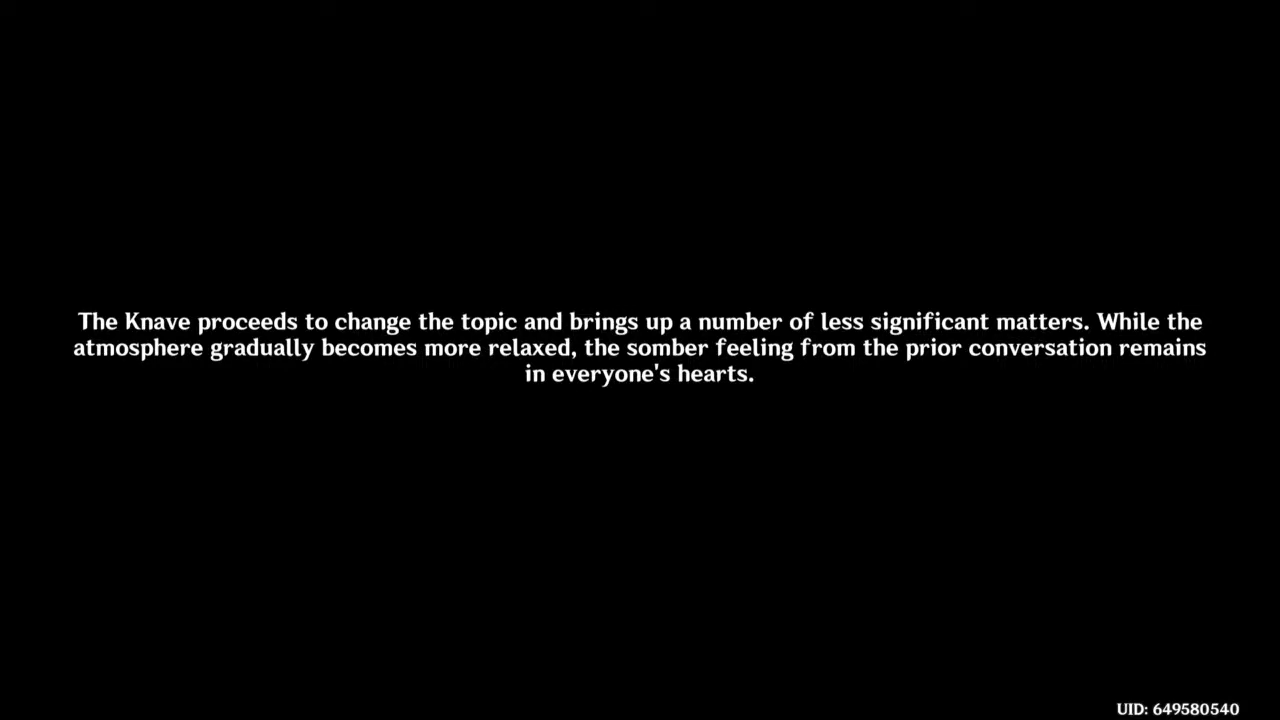 The Knave proceeds to change the topic and brings up a number of less significant matters. While the
atmosphere gradually becomes more relaxed, the somber feeling from the prior conversation remains
in everyone's hearts.
UID: 649580540